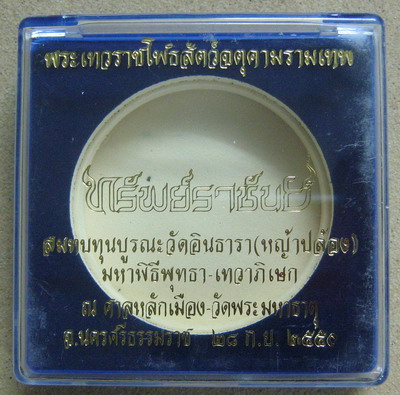 พระเทวราชโพธิสัตว์จตุคามรามเทพ
ทรัพย์ราชันย์
สมทบทุนบูรณะวัดอินธารา(หญ้าปล้อง)
มหาพิธีพุทธา-เทวาภิเษก
ณ ศาลหลักเมือง-วัดพระมหาธาตุ
จ.นครศรีธรรมราช ๒๘ ก.ย. ๒๕๕๐